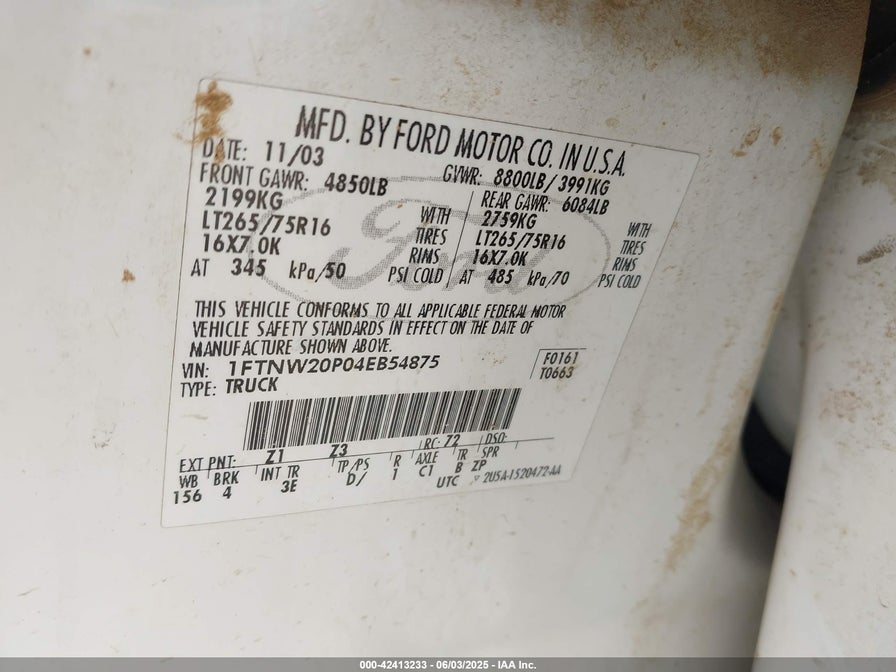 MFD. BY FORD MOTOR CO. IN U.S.A.
DATE: 11/03 GVWR: 8800LB/3991KG
FRONT GAWR: 4850LB REAR GAWR: 6084LB
2199KG WITH 2759KG WITH
LT265/75R16 TIRES LT265/75R16 TIRES
16X7.0K RIMS 16X7.0K RIMS
AT 345 kPa/50 PSI COLD AT 485 kPa/70 PSI COLD
Ford
THIS VEHICLE CONFORMS TO ALL APPLICABLE FEDERAL MOTOR
VEHICLE SAFETY STANDARDS IN EFFECT ON THE DATE OF
MANUFACTURE SHOWN ABOVE.
VIN: 1FTNW20P04EB54875 F0161
TYPE: TRUCK T0663
EXT PNT: Z1 Z3 RC: 72 DSO:
WB BRK INT TR TP/PS R AXLE TR SPR
156 4 3E D/ 1 C1 B ZP
UTC 2U5A-1520472-AA
000-42413233 - 06/03/2025 - IAA Inc.